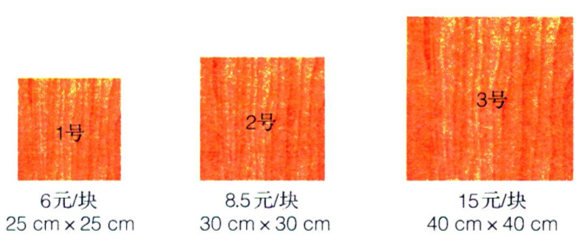 1号
2号
3号
6元/块
25 cm × 25 cm
8.5元/块
30 cm × 30 cm
15元/块
40 cm × 40 cm